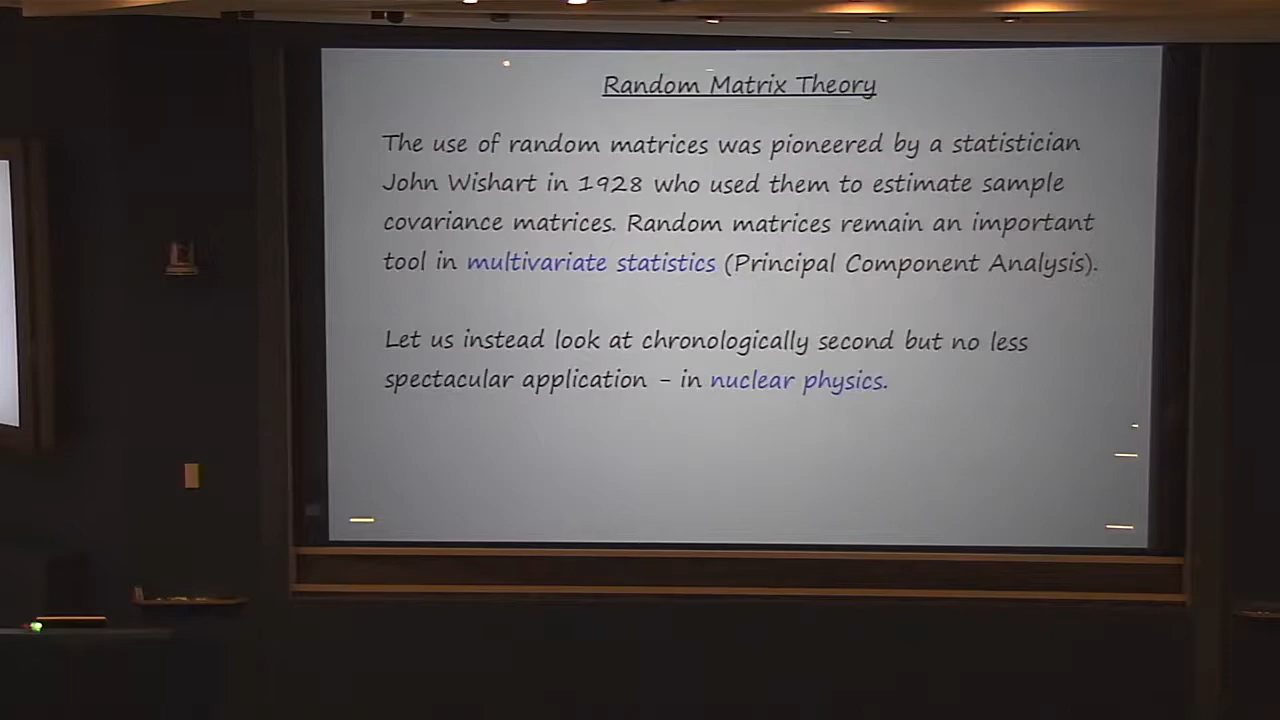 Random Matrix Theory
The use of random matrices was pioneered by a statistician
John Wishart in 1928 who used them to estimate sample
covariance matrices. Random matrices remain an important
tool in multivariate statistics (Principal Component Analysis).
Let us instead look at chronologically second but no less
spectacular application - in nuclear physics.